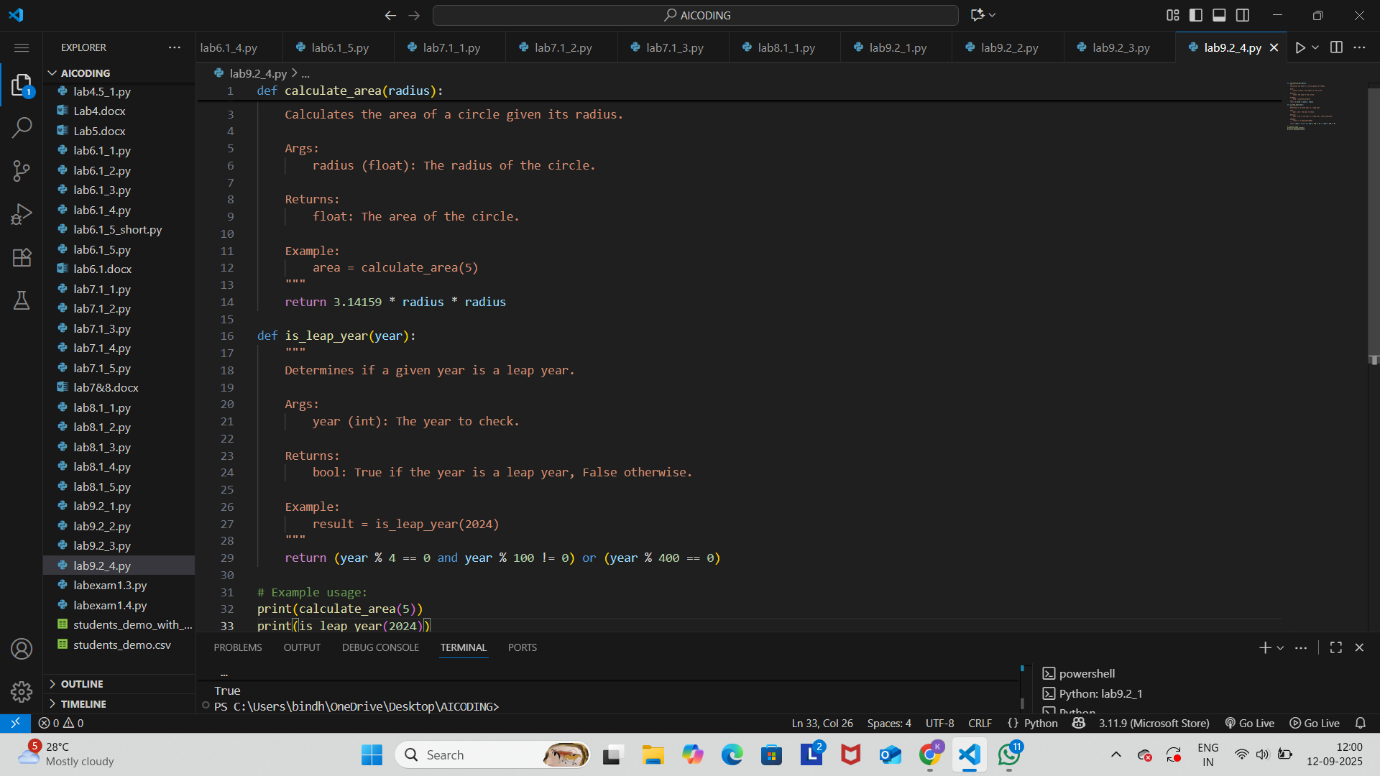 AICODING
EXPLORER
lab6.1_4.py
lab6.1_5.py
lab7.1_1.py
lab7.1_2.py
lab7.1_3.py
lab8.1_1.py
lab9.2_1.py
lab9.2_2.py
lab9.2_3.py
lab9.2_4.py
AICODING
lab4.5_1.py
Lab4.docx
Lab5.docx
lab6.1_1.py
lab6.1_2.py
lab6.1_3.py
lab6.1_4.py
lab6.1_5_short.py
lab6.1_5.py
lab6.1.docx
lab7.1_1.py
lab7.1_2.py
lab7.1_3.py
lab7.1_4.py
lab7.1_5.py
lab7&8.docx
lab8.1_1.py
lab8.1_2.py
lab8.1_3.py
lab8.1_4.py
lab8.1_5.py
lab9.2_1.py
lab9.2_2.py
lab9.2_3.py
lab9.2_4.py
labexam1.3.py
labexam1.4.py
students_demo_with_...
students_demo.csv
OUTLINE
TIMELINE
1
lab9.2_4.py > ...
1 def calculate_area(radius):
3 Calculates the area of a circle given its radius.
4
5 Args:
6 radius (float): The radius of the circle.
7
8 Returns:
9 float: The area of the circle.
10
11 Example:
12 area = calculate_area(5)
13 """
14 return 3.14159 * radius * radius
15
16 def is_leap_year(year):
17 """
18 Determines if a given year is a leap year.
19
20 Args:
21 year (int): The year to check.
22
23 Returns:
24 bool: True if the year is a leap year, False otherwise.
25
26 Example:
27 result = is_leap_year(2024)
28 """
29 return (year % 4 == 0 and year % 100 != 0) or (year % 400 == 0)
30
31 # Example usage:
32 print(calculate_area(5))
33 print(is_leap_year(2024))
PROBLEMS
OUTPUT
DEBUG CONSOLE
TERMINAL
PORTS
...
True
PS C:\Users\bindh\OneDrive\Desktop\AICODING>
powershell
Python: lab9.2_1
Python
0 0
Ln 33, Col 26
Spaces: 4
UTF-8
CRLF
{} Python
3.11.9 (Microsoft Store)
Go Live
Go Live
5
28°C
Mostly cloudy
Search
L
2
K
11
ENG
IN
12:00
12-09-2025